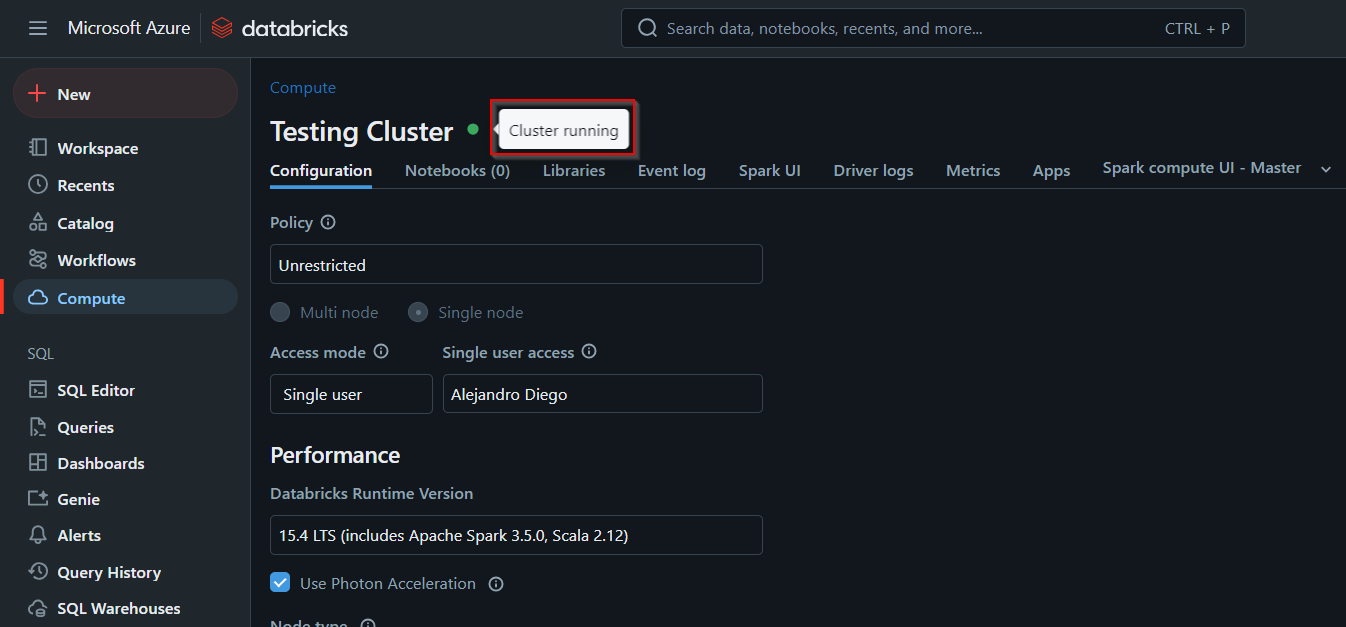 Microsoft Azure databricks
Search data, notebooks, recents, and more... CTRL + P
New
Workspace
Recents
Catalog
Workflows
Compute
SQL
SQL Editor
Queries
Dashboards
Genie
Alerts
Query History
SQL Warehouses
Compute
Testing Cluster Cluster running
Configuration Notebooks (0) Libraries Event log Spark UI Driver logs Metrics Apps Spark compute UI - Master
Policy
Unrestricted
Multi node Single node
Access mode Single user access
Single user Alejandro Diego
Performance
Databricks Runtime Version
15.4 LTS (includes Apache Spark 3.5.0, Scala 2.12)
Use Photon Acceleration
Node type